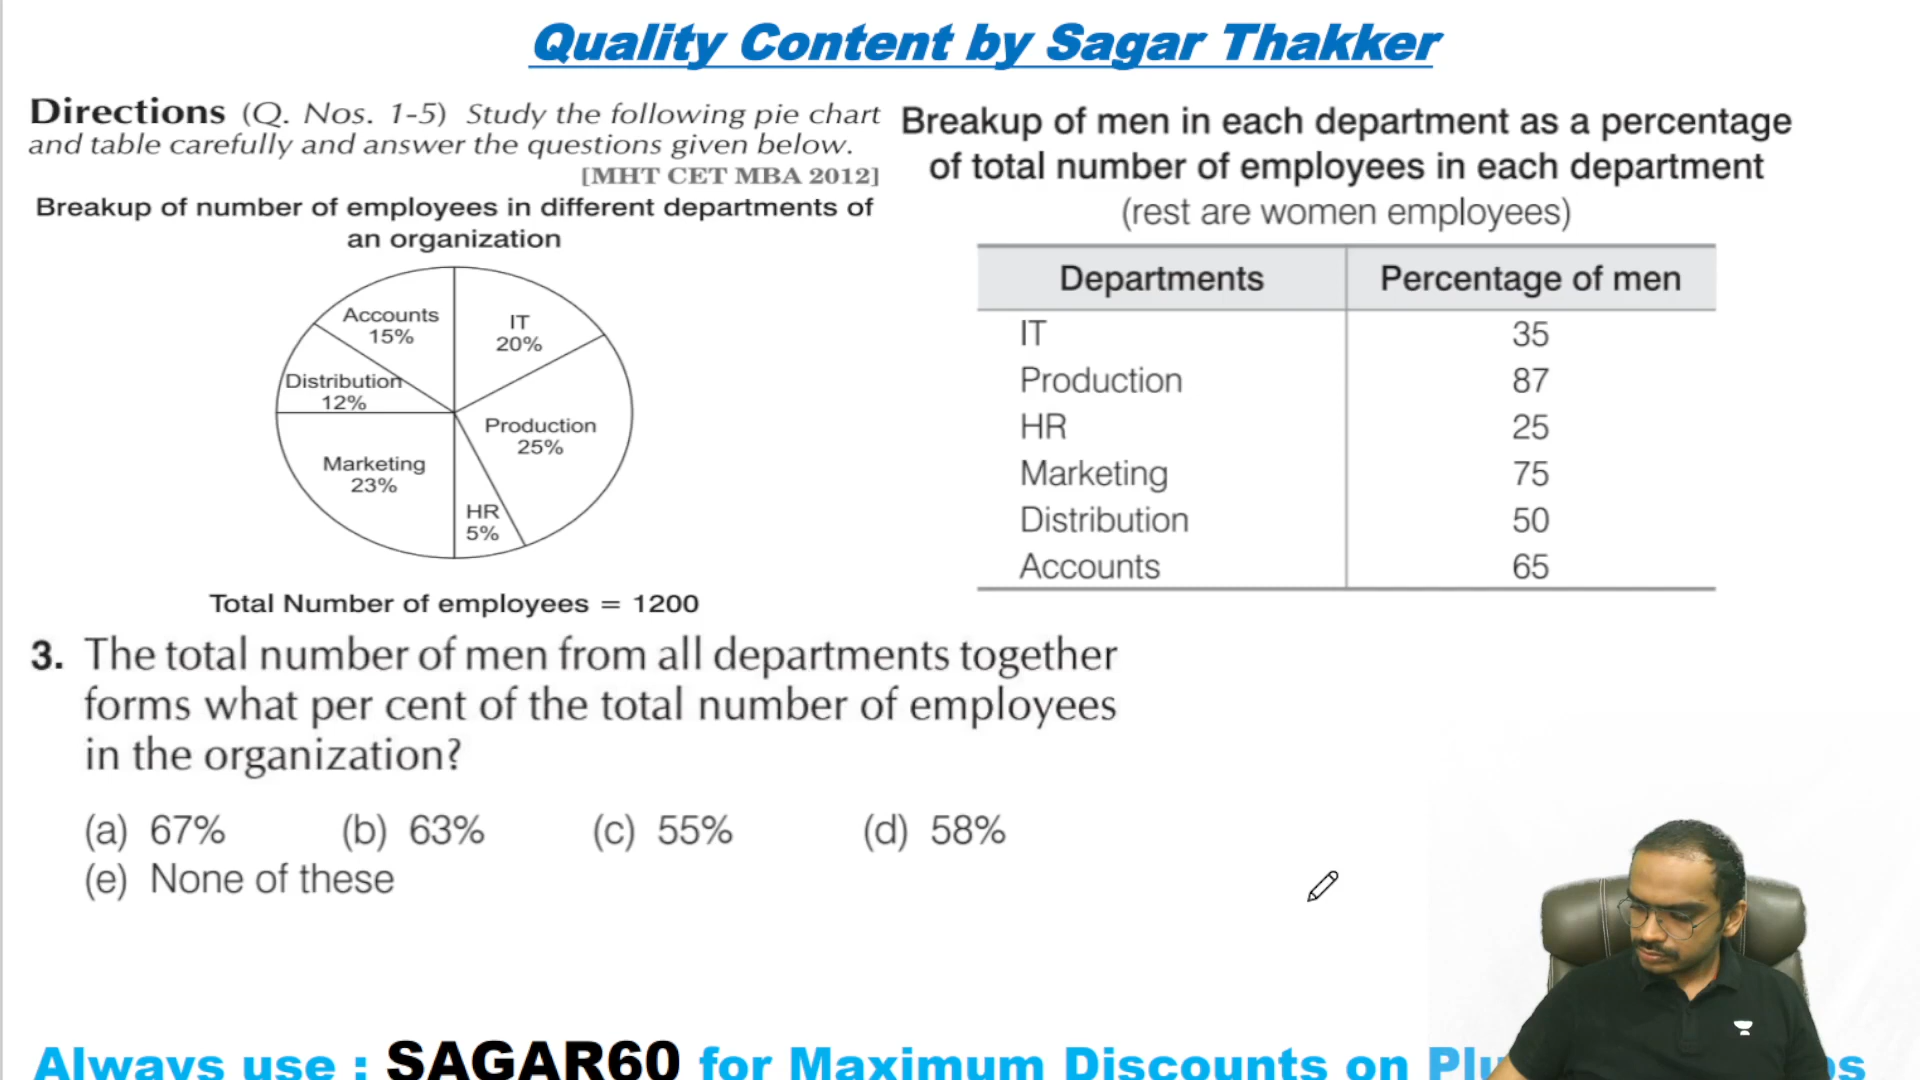 Quality Content by Sagar Thakker
Directions (Q. Nos. 1-5) Study the following pie chart
and table carefully and answer the questions given below.
[MHT CET MBA 2012]
Breakup of number of employees in different departments of
an organization
Accounts
15%
IT
20%
Distribution
12%
Production
25%
Marketing
23%
HR
5%
Total Number of employees = 1200
Breakup of men in each department as a percentage
of total number of employees in each department
(rest are women employees)
Departments Percentage of men
IT 35
Production 87
HR 25
Marketing 75
Distribution 50
Accounts 65
3. The total number of men from all departments together
forms what per cent of the total number of employees
in the organization?
(a) 67% (b) 63% (c) 55% (d) 58%
(e) None of these
Always use : SAGAR60 for Maximum Discounts on